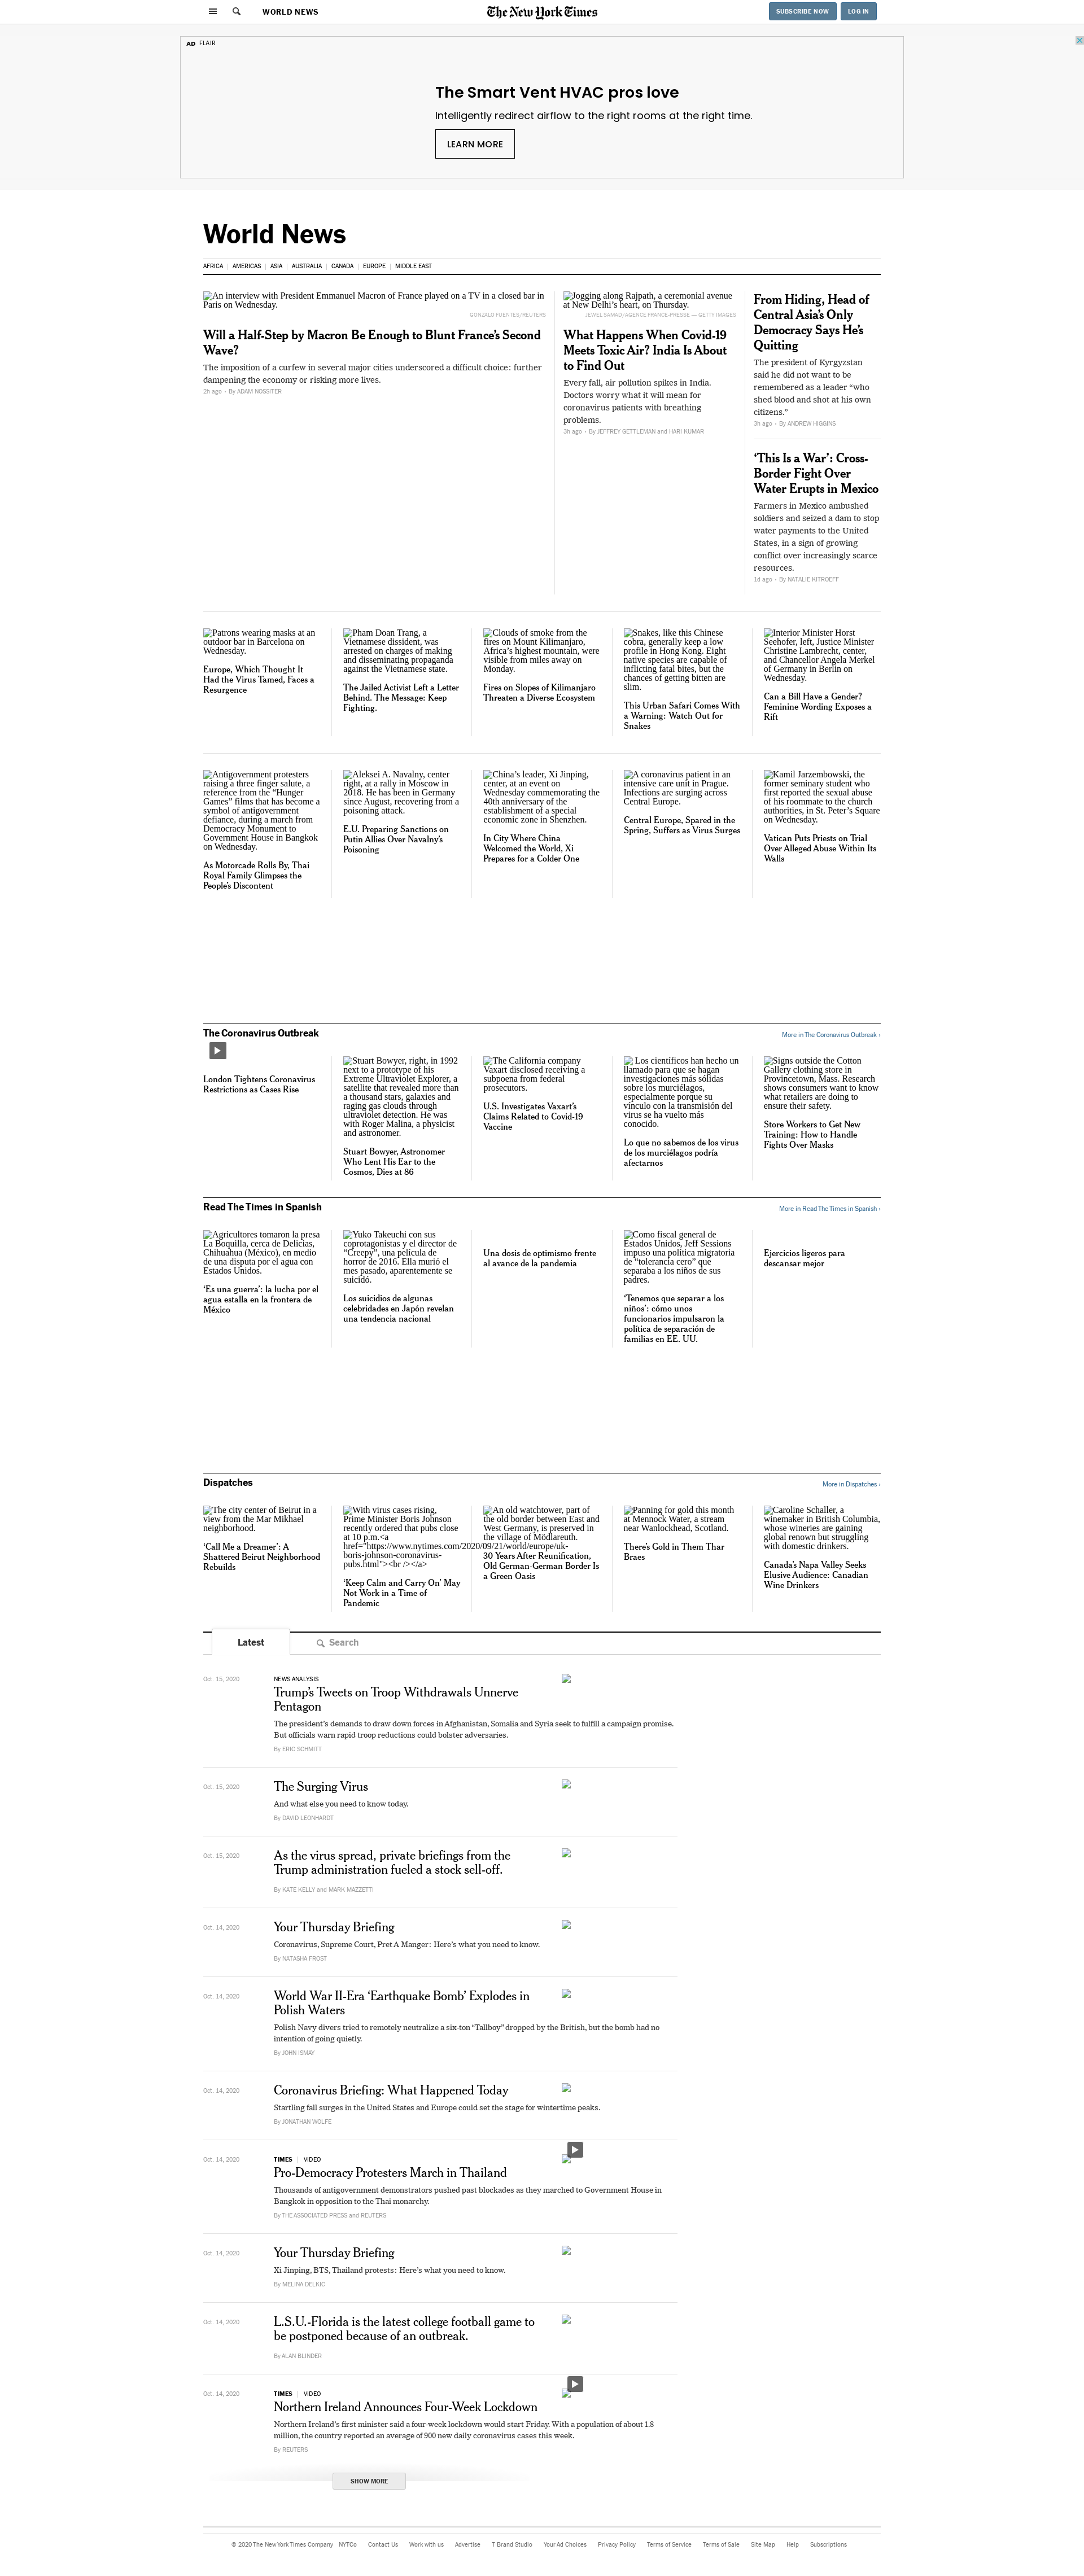 WORLD NEWS
The New York Times
SUBSCRIBE NOW
LOG IN
AD FLAIR
The Smart Vent HVAC pros love
Intelligently redirect airflow to the right rooms at the right time.
LEARN MORE
World News
AFRICA
AMERICAS
ASIA
AUSTRALIA
CANADA
EUROPE
MIDDLE EAST
An interview with President Emmanuel Macron of France played on a TV in a closed bar in
Paris on Wednesday.
GONZALO FUENTES/REUTERS
Will a Half-Step by Macron Be Enough to Blunt France’s Second
Wave?
The imposition of a curfew in several major cities underscored a difficult choice: further
dampening the economy or risking more lives.
2h ago • By ADAM NOSSITER
Jogging along Rajpath, a ceremonial avenue
at New Delhi’s heart, on Thursday.
JEWEL SAMAD/AGENCE FRANCE-PRESSE — GETTY IMAGES
What Happens When Covid-19
Meets Toxic Air? India Is About
to Find Out
Every fall, air pollution spikes in India.
Doctors worry what it will mean for
coronavirus patients with breathing
problems.
3h ago • By JEFFREY GETTLEMAN and HARI KUMAR
From Hiding, Head of
Central Asia’s Only
Democracy Says He’s
Quitting
The president of Kyrgyzstan
said he did not want to be
remembered as a leader “who
shed blood and shot at his own
citizens.”
3h ago • By ANDREW HIGGINS
‘This Is a War’: Cross-
Border Fight Over
Water Erupts in Mexico
Farmers in Mexico ambushed
soldiers and seized a dam to stop
water payments to the United
States, in a sign of growing
conflict over increasingly scarce
resources.
1d ago • By NATALIE KITROEFF
Patrons wearing masks at an
outdoor bar in Barcelona on
Wednesday.
Europe, Which Thought It
Had the Virus Tamed, Faces a
Resurgence
Pham Doan Trang, a
Vietnamese dissident, was
arrested on charges of making
and disseminating propaganda
against the Vietnamese state.
The Jailed Activist Left a Letter
Behind. The Message: Keep
Fighting.
Clouds of smoke from the
fires on Mount Kilimanjaro,
Africa’s highest mountain, were
visible from miles away on
Monday.
Fires on Slopes of Kilimanjaro
Threaten a Diverse Ecosystem
Snakes, like this Chinese
cobra, generally keep a low
profile in Hong Kong. Eight
native species are capable of
inflicting fatal bites, but the
chances of getting bitten are
slim.
This Urban Safari Comes With
a Warning: Watch Out for
Snakes
Interior Minister Horst
Seehofer, left, Justice Minister
Christine Lambrecht, center,
and Chancellor Angela Merkel
of Germany in Berlin on
Wednesday.
Can a Bill Have a Gender?
Feminine Wording Exposes a
Rift
Antigovernment protesters
raising a three finger salute, a
reference from the “Hunger
Games” films that has become a
symbol of antigovernment
defiance, during a march from
Democracy Monument to
Government House in Bangkok
on Wednesday.
As Motorcade Rolls By, Thai
Royal Family Glimpses the
People’s Discontent
Aleksei A. Navalny, center
right, at a rally in Moscow in
2018. He has been in Germany
since August, recovering from a
poisoning attack.
E.U. Preparing Sanctions on
Putin Allies Over Navalny’s
Poisoning
China’s leader, Xi Jinping,
center, at an event on
Wednesday commemorating the
40th anniversary of the
establishment of a special
economic zone in Shenzhen.
In City Where China
Welcomed the World, Xi
Prepares for a Colder One
A coronavirus patient in an
intensive care unit in Prague.
Infections are surging across
Central Europe.
Central Europe, Spared in the
Spring, Suffers as Virus Surges
Kamil Jarzembowski, the
former seminary student who
first reported the sexual abuse
of his roommate to the church
authorities, in St. Peter’s Square
on Wednesday.
Vatican Puts Priests on Trial
Over Alleged Abuse Within Its
Walls
The Coronavirus Outbreak
More in The Coronavirus Outbreak ›
London Tightens Coronavirus
Restrictions as Cases Rise
Stuart Bowyer, right, in 1992
next to a prototype of his
Extreme Ultraviolet Explorer, a
satellite that revealed more than
a thousand stars, galaxies and
raging gas clouds through
ultraviolet detection. He was
with Roger Malina, a physicist
and astronomer.
Stuart Bowyer, Astronomer
Who Lent His Ear to the
Cosmos, Dies at 86
The California company
Vaxart disclosed receiving a
subpoena from federal
prosecutors.
U.S. Investigates Vaxart’s
Claims Related to Covid-19
Vaccine
Los científicos han hecho un
llamado para que se hagan
investigaciones más sólidas
sobre los murciélagos,
especialmente porque su
vínculo con la transmisión del
virus se ha vuelto más
conocido.
Lo que no sabemos de los virus
de los murciélagos podría
afectarnos
Signs outside the Cotton
Gallery clothing store in
Provincetown, Mass. Research
shows consumers want to know
what retailers are doing to
ensure their safety.
Store Workers to Get New
Training: How to Handle
Fights Over Masks
Read The Times in Spanish
More in Read The Times in Spanish ›
Agricultores tomaron la presa
La Boquilla, cerca de Delicias,
Chihuahua (México), en medio
de una disputa por el agua con
Estados Unidos.
‘Es una guerra’: la lucha por el
agua estalla en la frontera de
México
Yuko Takeuchi con sus
coprotagonistas y el director de
“Creepy”, una película de
horror de 2016. Ella murió el
mes pasado, aparentemente se
suicidó.
Los suicidios de algunas
celebridades en Japón revelan
una tendencia nacional
Una dosis de optimismo frente
al avance de la pandemia
Como fiscal general de
Estados Unidos, Jeff Sessions
impuso una política migratoria
de “tolerancia cero” que
separaba a los niños de sus
padres.
‘Tenemos que separar a los
niños’: cómo unos
funcionarios impulsaron la
política de separación de
familias en EE. UU.
Ejercicios ligeros para
descansar mejor
Dispatches
More in Dispatches ›
The city center of Beirut in a
view from the Mar Mikhael
neighborhood.
‘Call Me a Dreamer’: A
Shattered Beirut Neighborhood
Rebuilds
With virus cases rising,
Prime Minister Boris Johnson
recently ordered that pubs close
at 10 p.m.<a
href="https://www.nytimes.com/2020/09/21/world/europe/uk-
boris-johnson-coronavirus-
pubs.html"><br /></a>
‘Keep Calm and Carry On’ May
Not Work in a Time of
Pandemic
An old watchtower, part of
the old border between East and
West Germany, is preserved in
the village of Mödlareuth.
30 Years After Reunification,
Old German-German Border Is
a Green Oasis
Panning for gold this month
at Mennock Water, a stream
near Wanlockhead, Scotland.
There’s Gold in Them Thar
Braes
Caroline Schaller, a
winemaker in British Columbia,
whose wineries are gaining
global renown but struggling
with domestic drinkers.
Canada’s Napa Valley Seeks
Elusive Audience: Canadian
Wine Drinkers
Latest
Search
Oct. 15, 2020
NEWS ANALYSIS
Trump’s Tweets on Troop Withdrawals Unnerve
Pentagon
The president’s demands to draw down forces in Afghanistan, Somalia and Syria seek to fulfill a campaign promise.
But officials warn rapid troop reductions could bolster adversaries.
By ERIC SCHMITT
Oct. 15, 2020
The Surging Virus
And what else you need to know today.
By DAVID LEONHARDT
Oct. 15, 2020
As the virus spread, private briefings from the
Trump administration fueled a stock sell-off.
By KATE KELLY and MARK MAZZETTI
Oct. 14, 2020
Your Thursday Briefing
Coronavirus, Supreme Court, Pret A Manger: Here’s what you need to know.
By NATASHA FROST
Oct. 14, 2020
World War II-Era ‘Earthquake Bomb’ Explodes in
Polish Waters
Polish Navy divers tried to remotely neutralize a six-ton “Tallboy” dropped by the British, but the bomb had no
intention of going quietly.
By JOHN ISMAY
Oct. 14, 2020
Coronavirus Briefing: What Happened Today
Startling fall surges in the United States and Europe could set the stage for wintertime peaks.
By JONATHAN WOLFE
Oct. 14, 2020
TIMES | VIDEO
Pro-Democracy Protesters March in Thailand
Thousands of antigovernment demonstrators pushed past blockades as they marched to Government House in
Bangkok in opposition to the Thai monarchy.
By THE ASSOCIATED PRESS and REUTERS
Oct. 14, 2020
Your Thursday Briefing
Xi Jinping, BTS, Thailand protests: Here’s what you need to know.
By MELINA DELKIC
Oct. 14, 2020
L.S.U.-Florida is the latest college football game to
be postponed because of an outbreak.
By ALAN BLINDER
Oct. 14, 2020
TIMES | VIDEO
Northern Ireland Announces Four-Week Lockdown
Northern Ireland’s first minister said a four-week lockdown would start Friday. With a population of about 1.8
million, the country reported an average of 900 new daily coronavirus cases this week.
By REUTERS
SHOW MORE
© 2020 The New York Times Company
NYTCo
Contact Us
Work with us
Advertise
T Brand Studio
Your Ad Choices
Privacy Policy
Terms of Service
Terms of Sale
Site Map
Help
Subscriptions